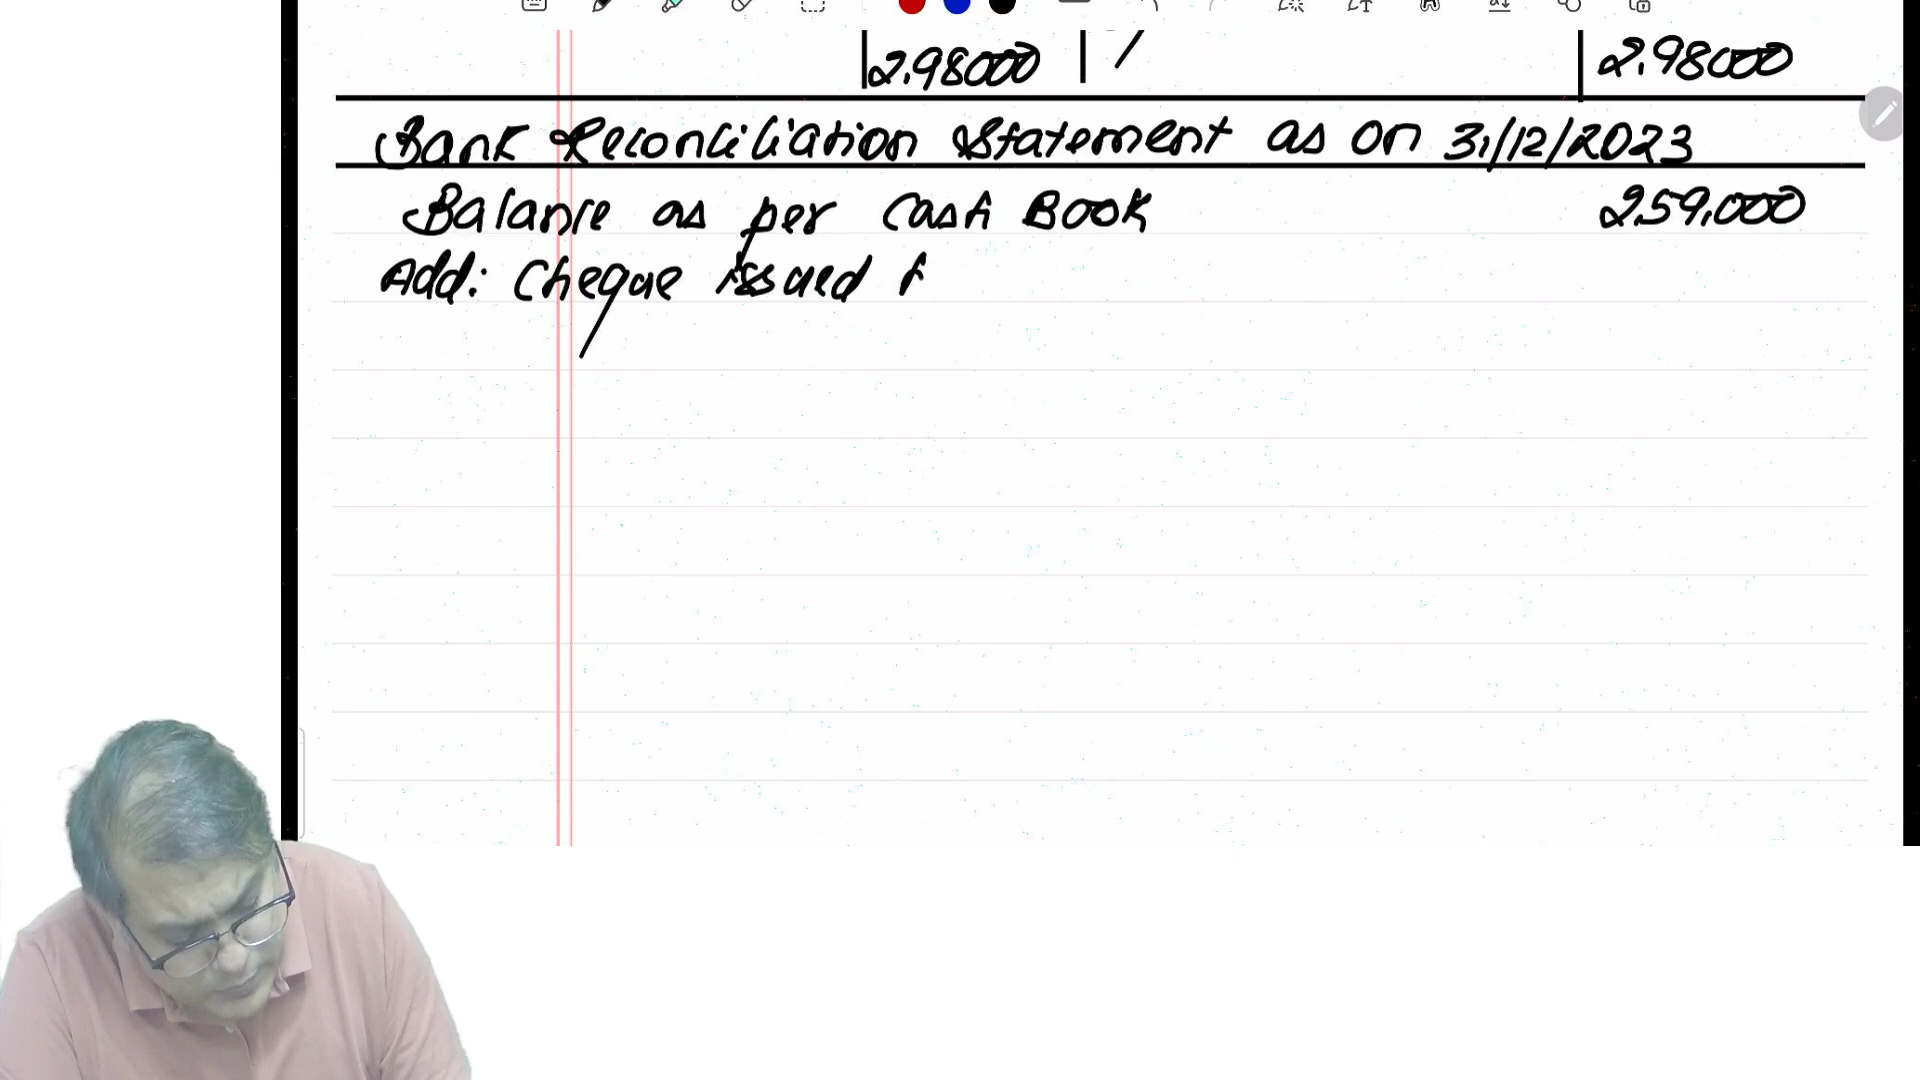 2,98000 2,98000
Bank Reconciliation Statement as on 31/12/2023
Balance as per Cash Book 2,59,000
Add: Cheque issued